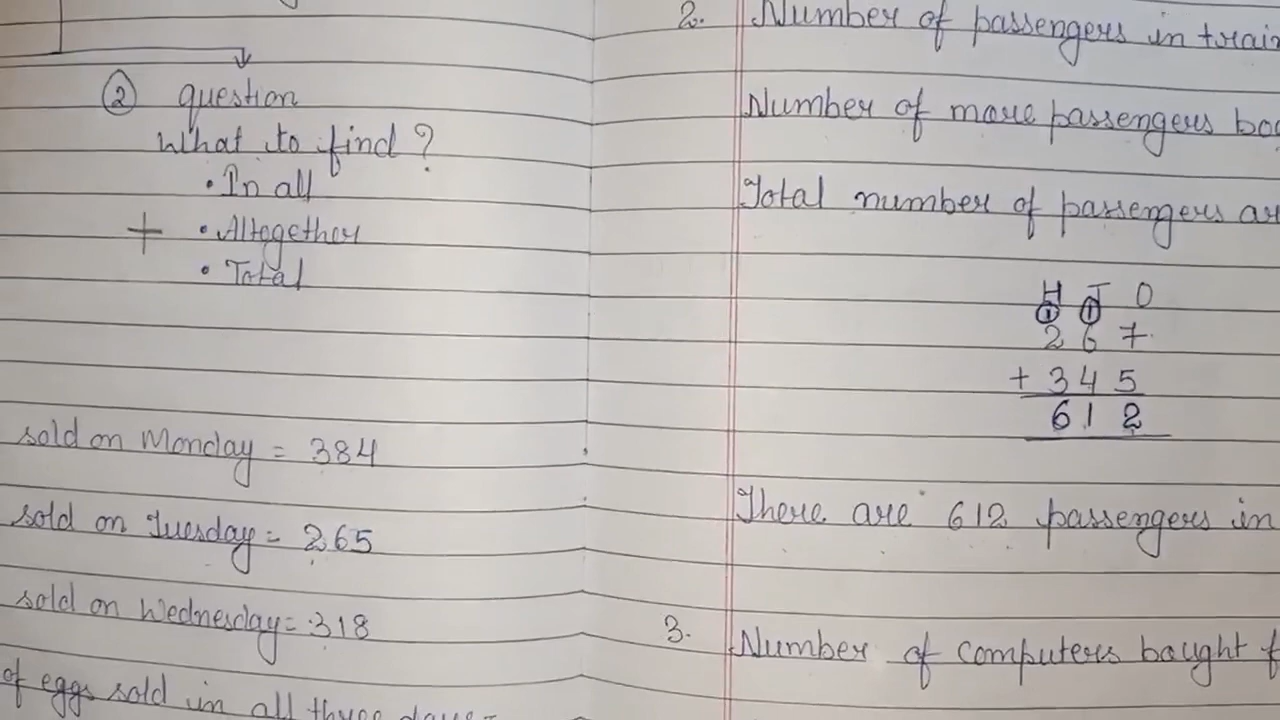 ② question
What to find?
• In all
+ • Altogether
• Total
sold on Monday = 384
sold on Tuesday = 265
sold on Wednesday = 318
of eggs sold in all three days =
2. Number of passengers in
Number of more passengers
Total number of passengers
H T O
① ①
2 6 7
+ 3 4 5
6 1 2
There are 612 passengers in
3. Number of computers bought